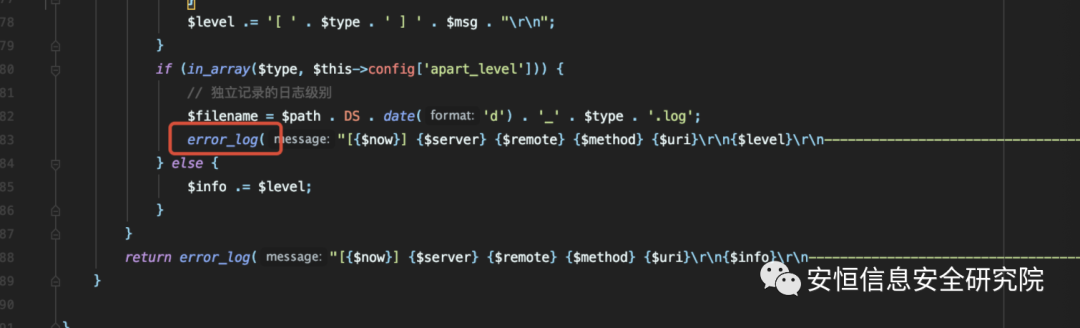 }
78 $level .= '[ ' . $type . ' ] ' . $msg . "\r\n";
79 }
80 if (in_array($type, $this->config['apart_level'])) {
81 // 独立记录的日志级别
82 $filename = $path . DS . date( format: 'd') . '_' . $type . '.log';
83 error_log( message: "[{$now}] {$server} {$remote} {$method} {$uri}\r\n{$level}\r\n---------------------------------
84 } else {
85 $info .= $level;
86 }
87 }
88 return error_log( message: "[{$now}] {$server} {$remote} {$method} {$uri}\r\n{$info}\r\n---------------------------------
89 }
90
91 }
安恒信息安全研究院